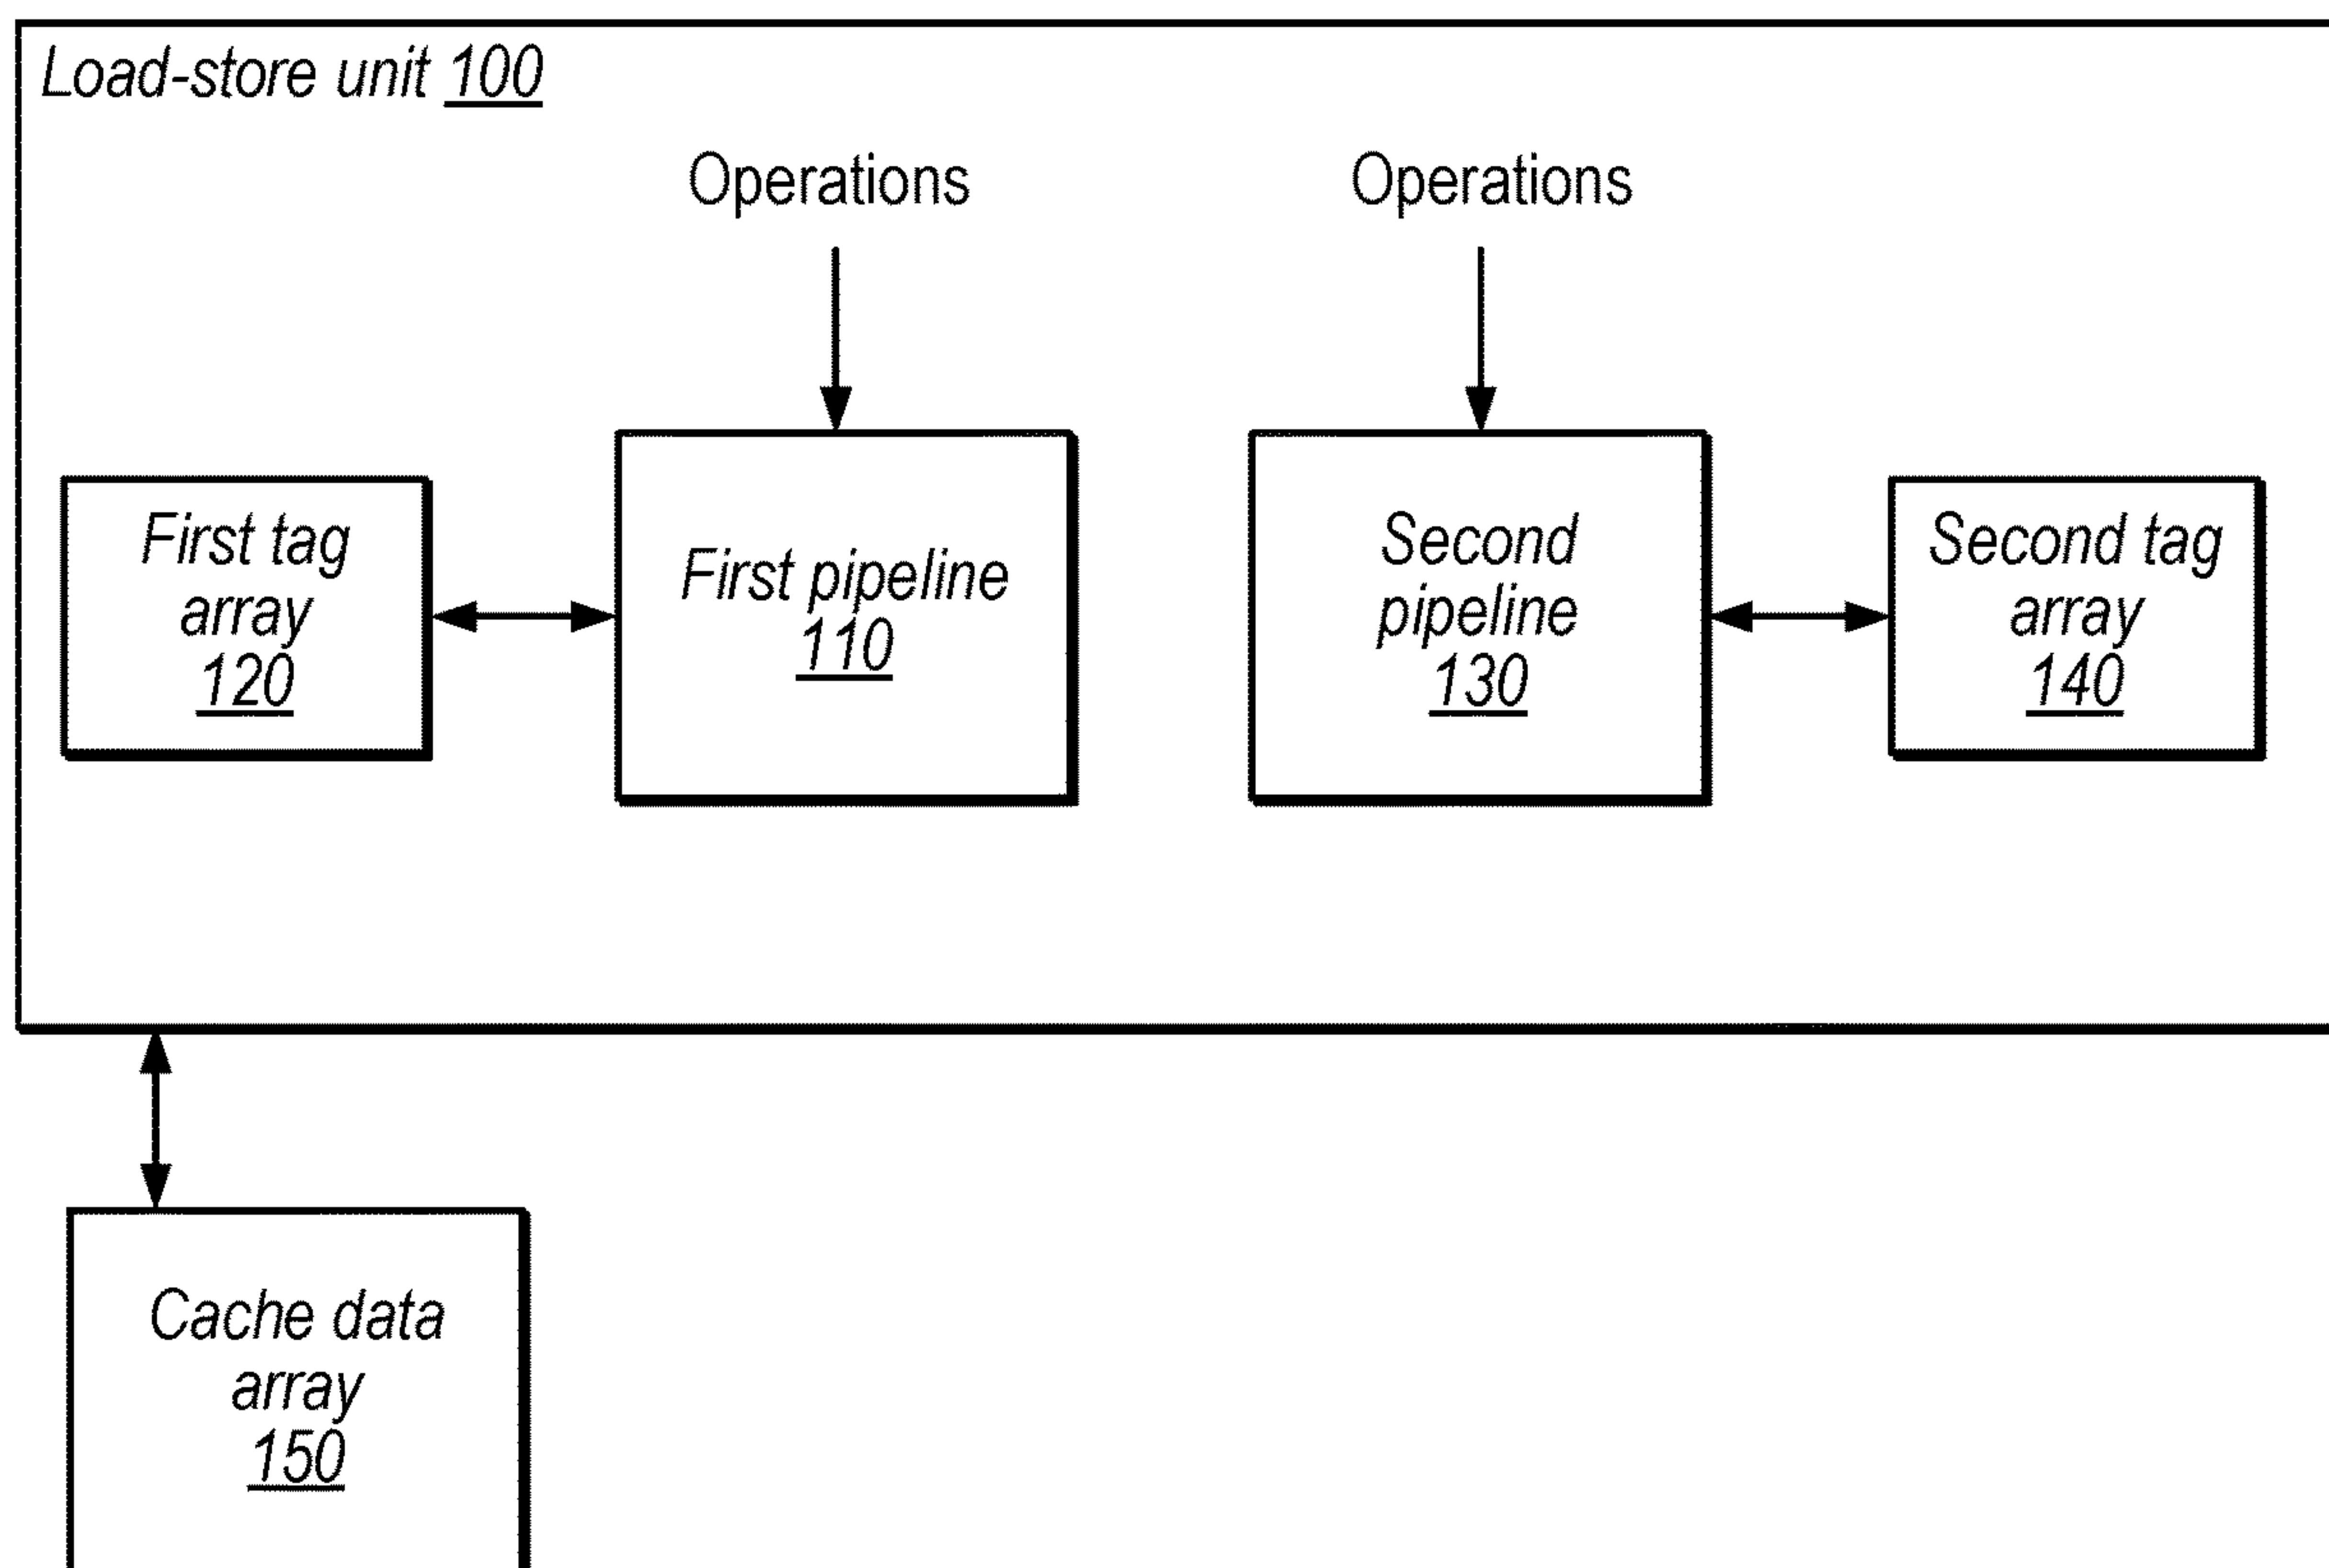 Load-store unit 100
Operations
Operations
First tag
array
120
First pipeline
110
Second
pipeline
130
Second tag
array
140
Cache data
array
150